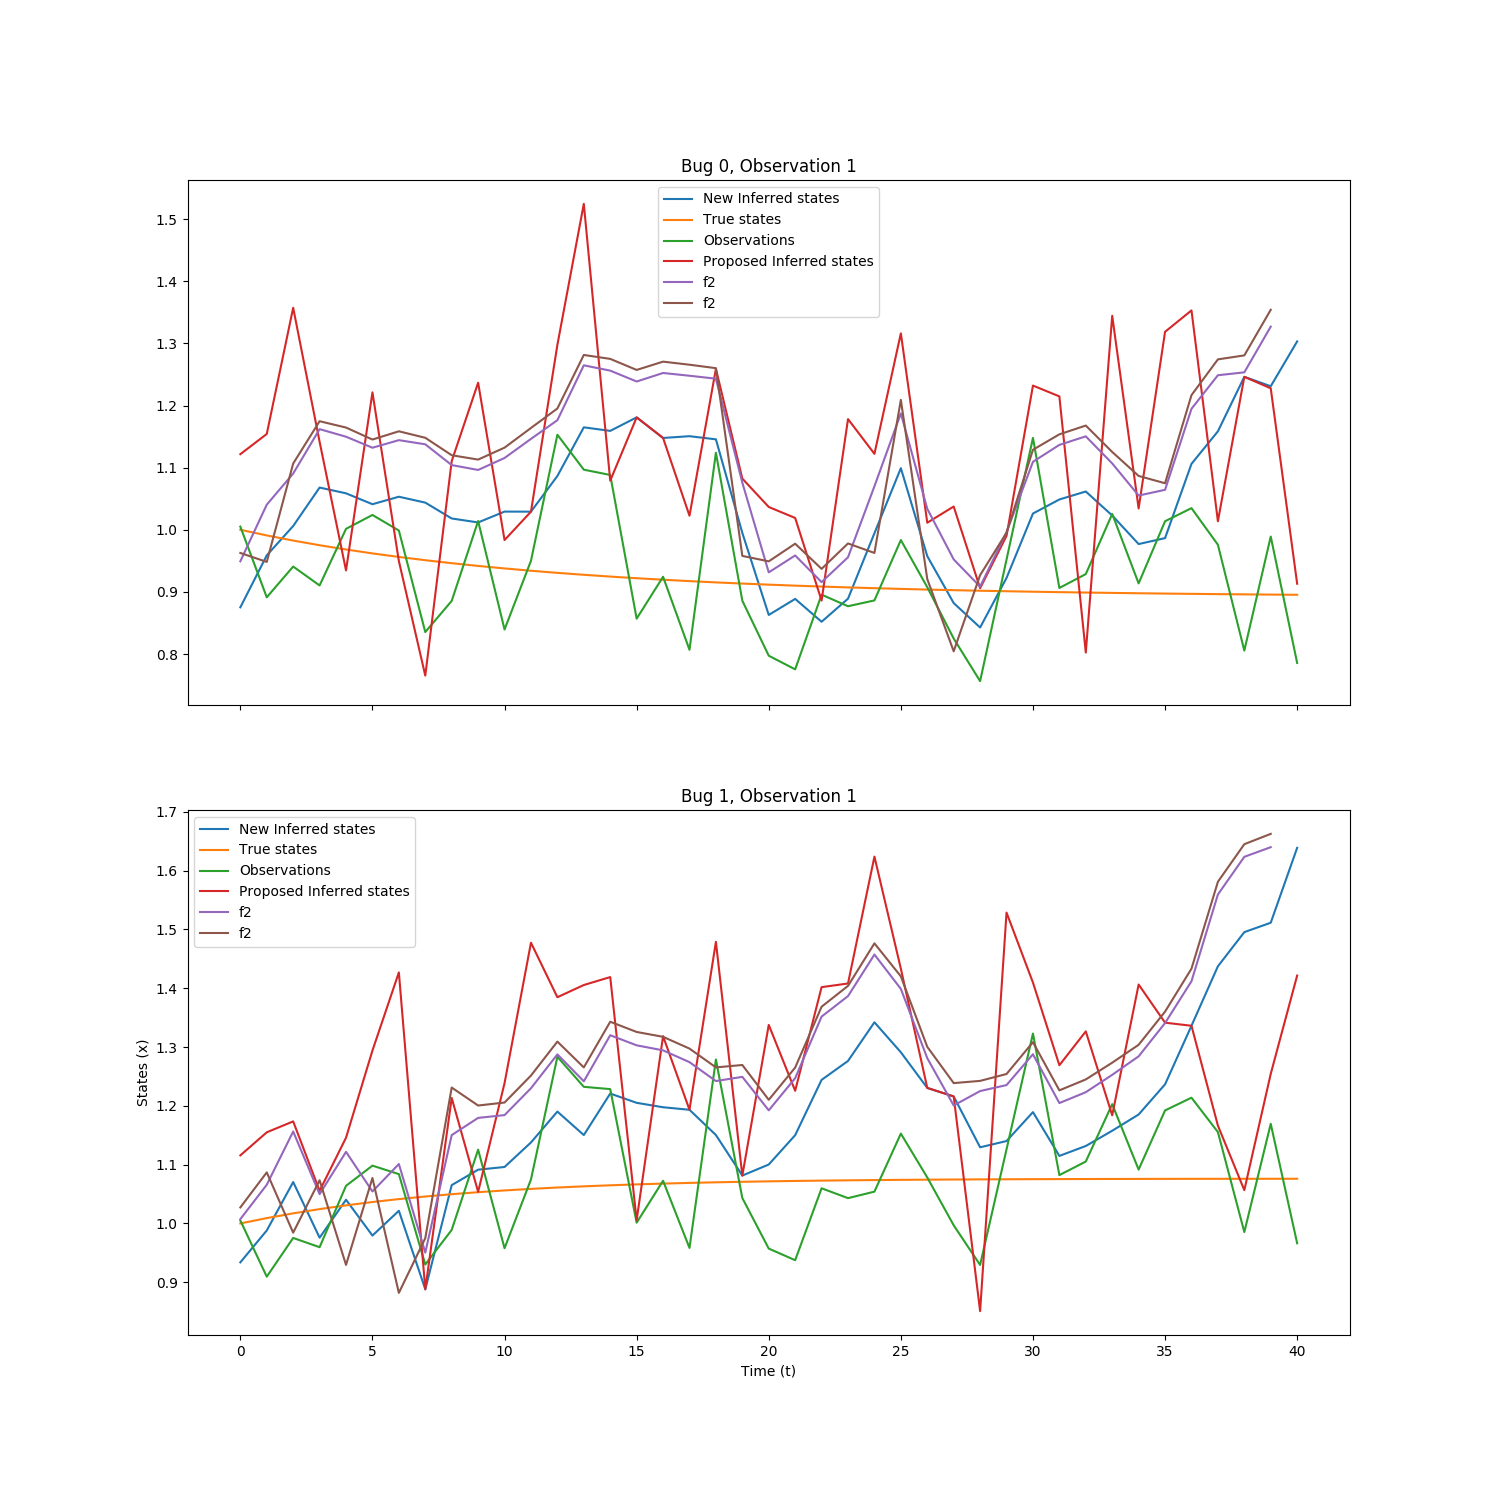 Bug 0, Observation 1
New Inferred states
True states
Observations
Proposed Inferred states
f2
f2
1.5
1.4
1.3
1.2
1.1
1.0
0.9
0.8
Bug 1, Observation 1
New Inferred states
True states
Observations
Proposed Inferred states
f2
f2
1.7
1.6
1.5
1.4
1.3
1.2
1.1
1.0
0.9
States (x)
0 5 10 15 20 25 30 35 40
Time (t)